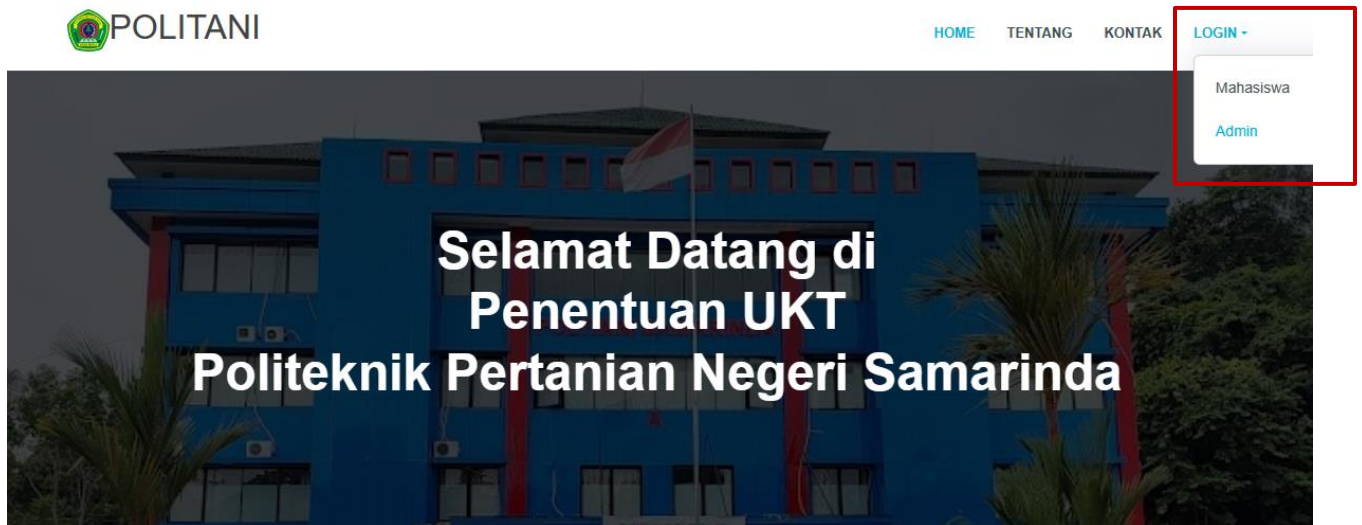 POLITANI
HOME TENTANG KONTAK LOGIN
Mahasiswa
Admin
Selamat Datang di
Penentuan UKT
Politeknik Pertanian Negeri Samarinda